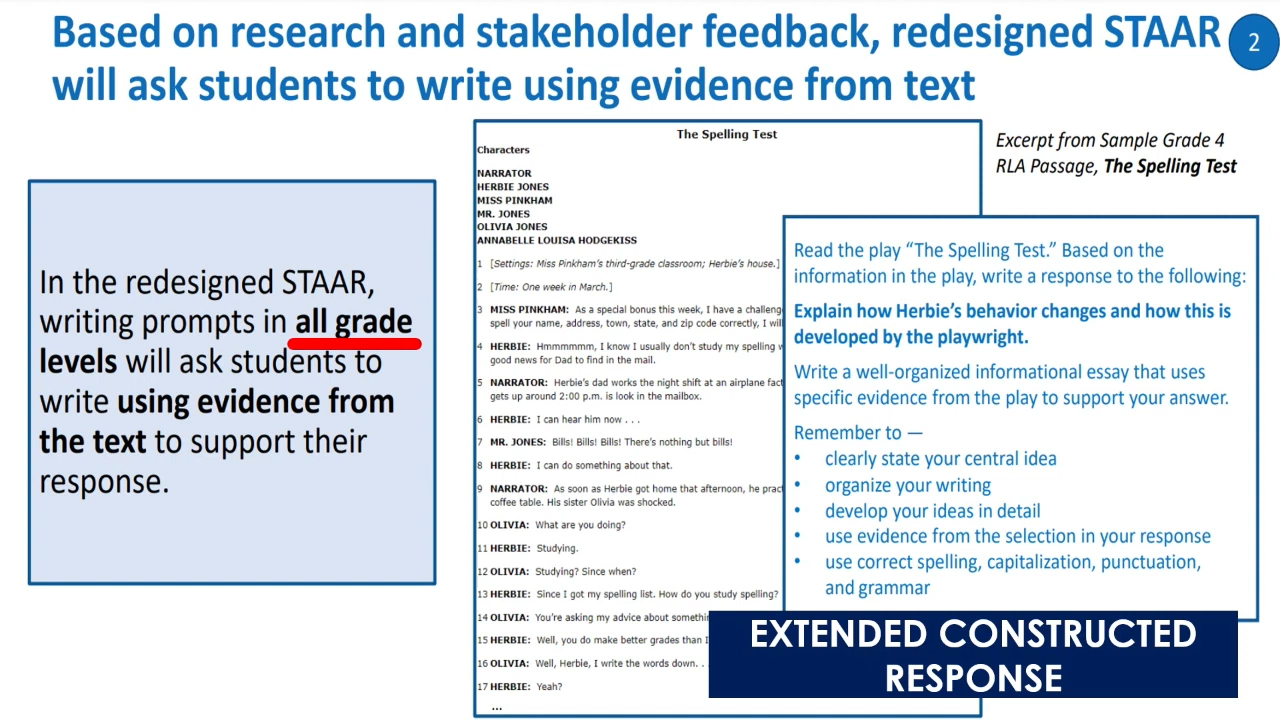 Based on research and stakeholder feedback, redesigned STAAR
will ask students to write using evidence from text
2
In the redesigned STAAR,
writing prompts in all grade
levels will ask students to
write using evidence from
the text to support their
response.
The Spelling Test
Characters
NARRATOR
HERBIE JONES
MISS PINKHAM
MR. JONES
OLIVIA JONES
ANNABELLE LOUISA HODGEKISS
1 [Settings: Miss Pinkham's third-grade classroom; Herbie's house.]
2 [Time: One week in March.]
3 MISS PINKHAM: As a special bonus this week, I have a challeng
spell your name, address, town, state, and zip code correctly, I wil
4 HERBIE: Hmmmmmm, I know I usually don't study my spelling w
good news for Dad to find in the mail.
5 NARRATOR: Herbie's dad works the night shift at an airplane fact
gets up around 2:00 p.m. is look in the mailbox.
6 HERBIE: I can hear him now . . .
7 MR. JONES: Bills! Bills! Bills! There's nothing but bills!
8 HERBIE: I can do something about that.
9 NARRATOR: As soon as Herbie got home that afternoon, he pract
coffee table. His sister Olivia was shocked.
10 OLIVIA: What are you doing?
11 HERBIE: Studying.
12 OLIVIA: Studying? Since when?
13 HERBIE: Since I got my spelling list. How do you study spelling?
14 OLIVIA: You're asking my advice about somethin
15 HERBIE: Well, you do make better grades than I
16 OLIVIA: Well, Herbie, I write the words down. . .
17 HERBIE: Yeah?
...
Excerpt from Sample Grade 4
RLA Passage, The Spelling Test
Read the play “The Spelling Test.” Based on the
information in the play, write a response to the following:
Explain how Herbie’s behavior changes and how this is
developed by the playwright.
Write a well-organized informational essay that uses
specific evidence from the play to support your answer.
Remember to —
• clearly state your central idea
• organize your writing
• develop your ideas in detail
• use evidence from the selection in your response
• use correct spelling, capitalization, punctuation,
and grammar
EXTENDED CONSTRUCTED
RESPONSE